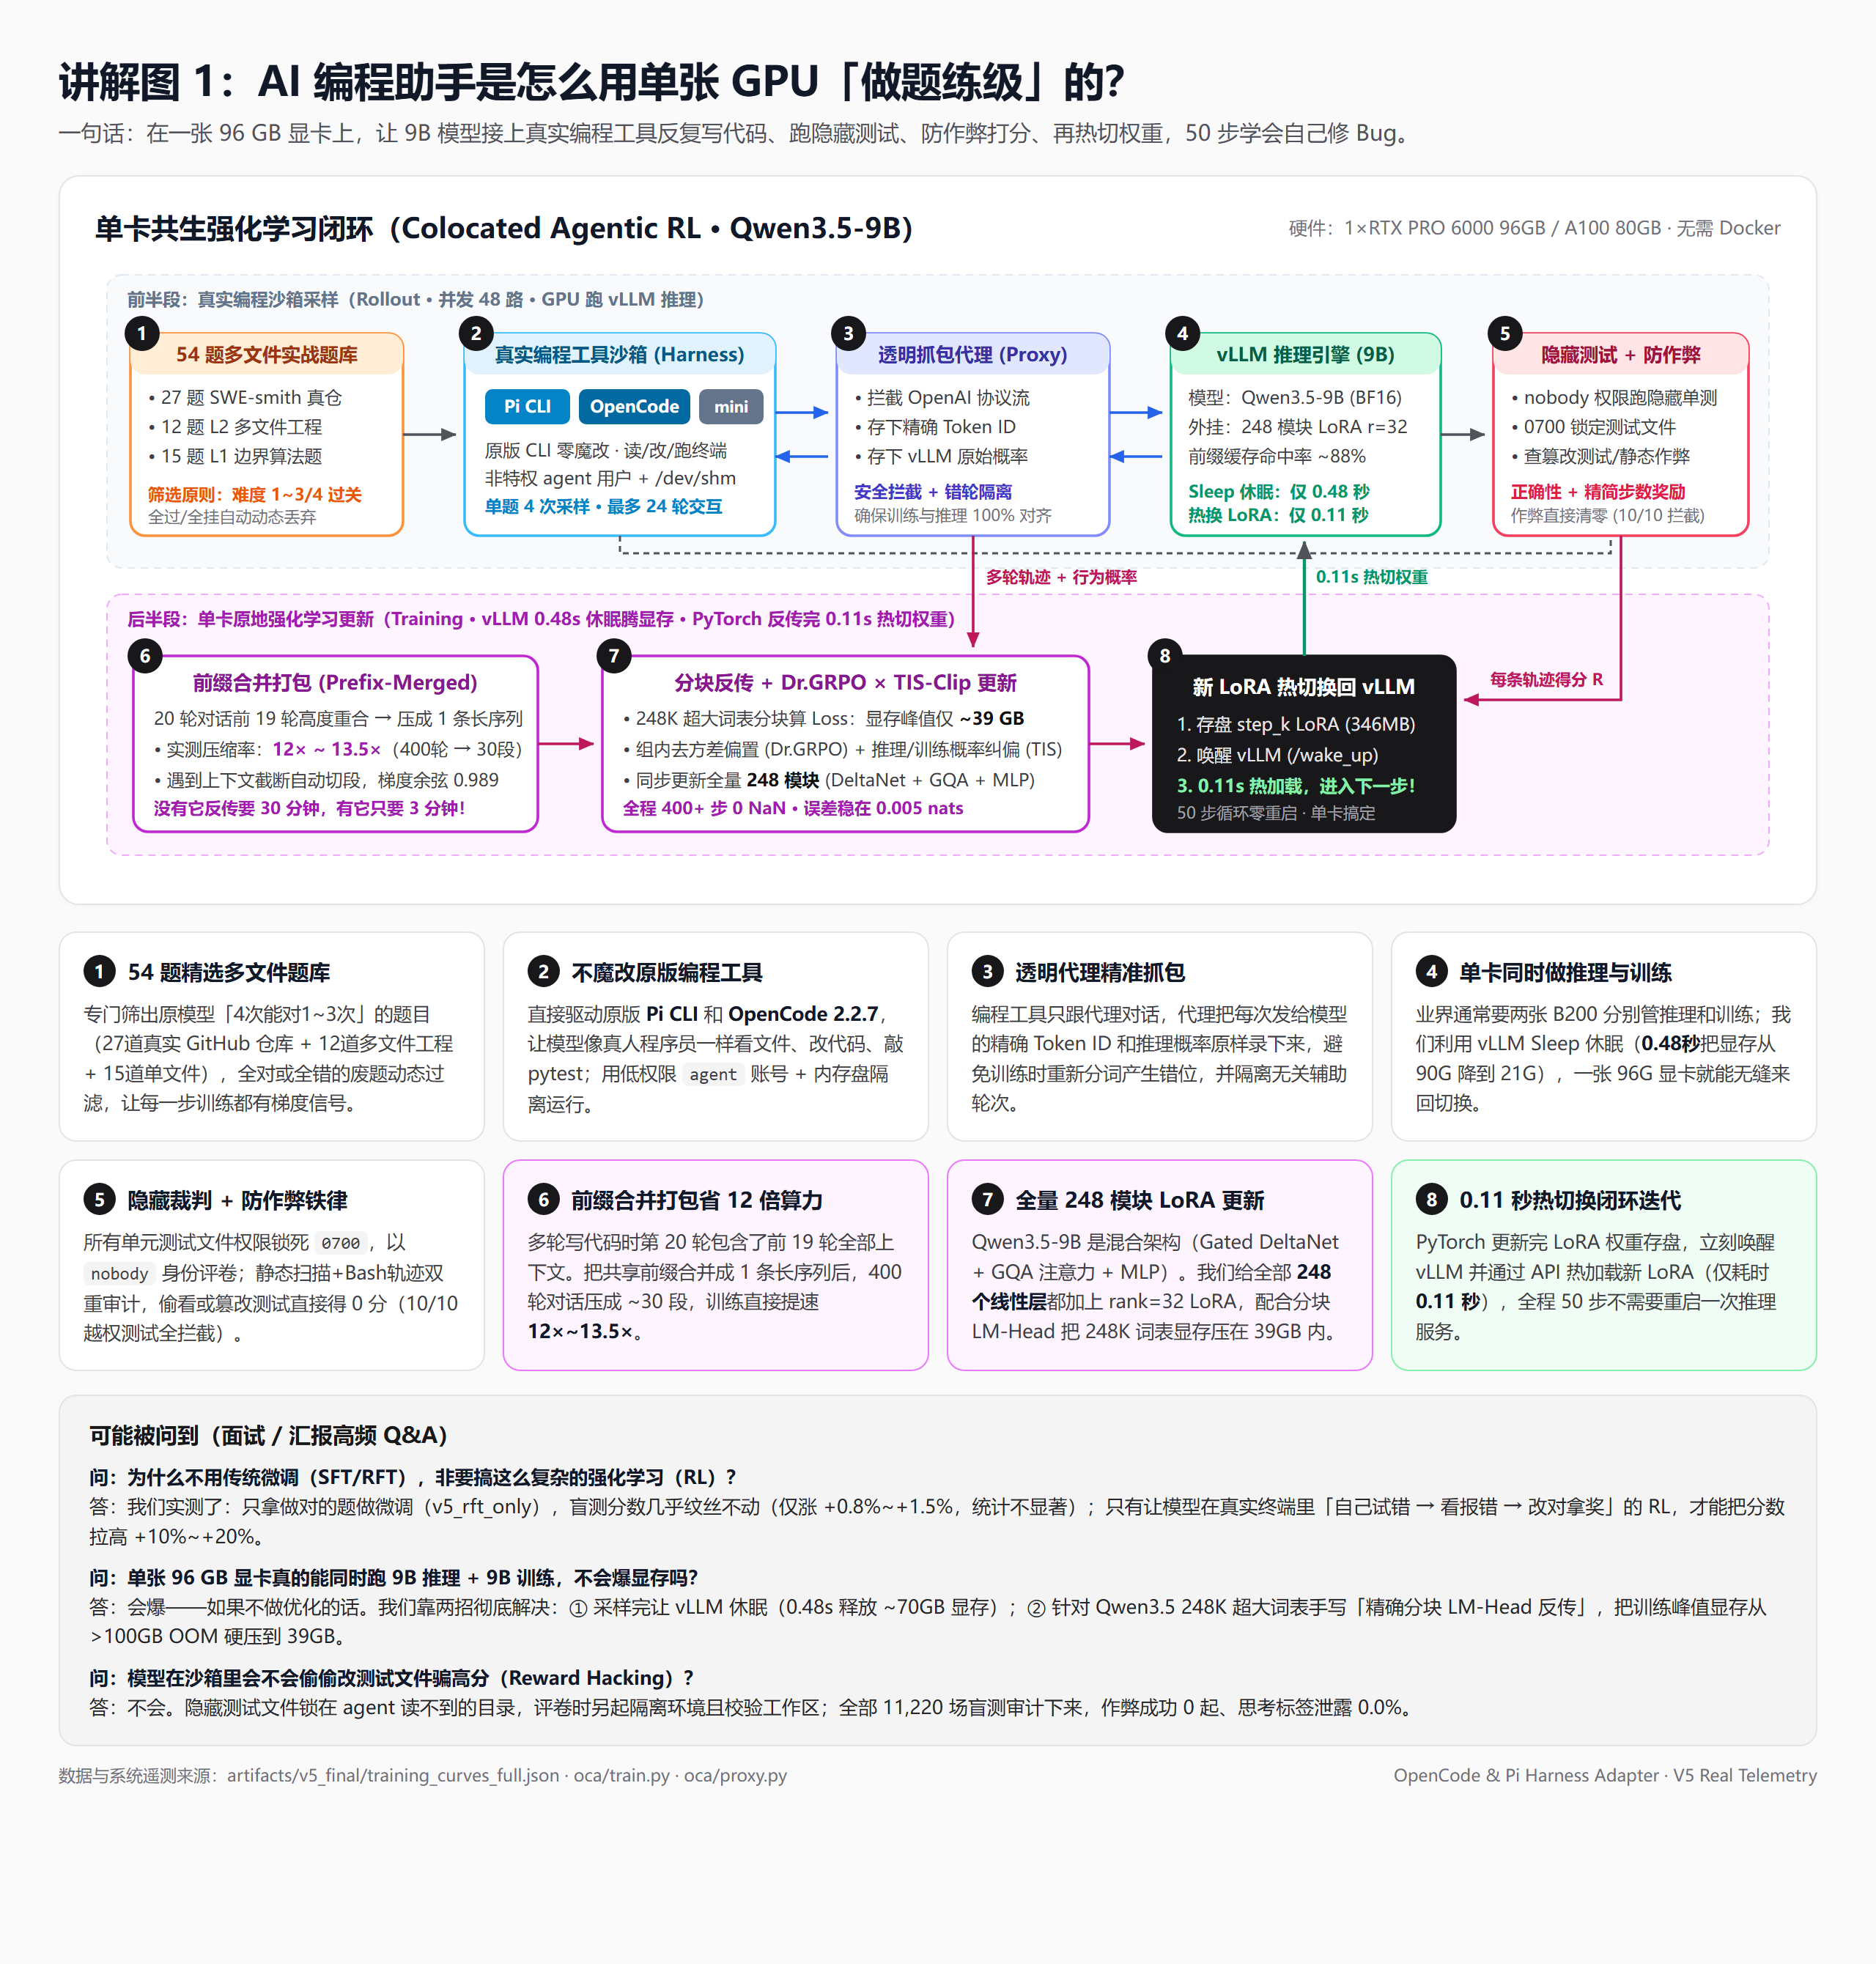 讲解图 1：AI 编程助手是怎么用单张 GPU「做题练级」的？
一句话：在一张 96 GB 显卡上，让 9B 模型接上真实编程工具反复写代码、跑隐藏测试、防作弊打分、再热切权重，50 步学会自己修 Bug。
单卡共生强化学习闭环（Colocated Agentic RL • Qwen3.5-9B）
硬件：1×RTX PRO 6000 96GB / A100 80GB · 无需 Docker
前半段：真实编程沙箱采样（Rollout • 并发 48 路 • GPU 跑 vLLM 推理）
1
54 题多文件实战题库
• 27 题 SWE-smith 真仓
• 12 题 L2 多文件工程
• 15 题 L1 边界算法题
筛选原则：难度 1~3/4 过关
全过/全挂自动动态丢弃
2
真实编程工具沙箱 (Harness)
Pi CLI
OpenCode
mini
原版 CLI 零魔改 · 读/改/跑终端
非特权 agent 用户 + /dev/shm
单题 4 次采样 • 最多 24 轮交互
3
透明抓包代理 (Proxy)
• 拦截 OpenAI 协议流
• 存下精确 Token ID
• 存下 vLLM 原始概率
安全拦截 + 错轮隔离
确保训练与推理 100% 对齐
4
vLLM 推理引擎 (9B)
模型：Qwen3.5-9B (BF16)
外挂：248 模块 LoRA r=32
前缀缓存命中率 ~88%
Sleep 休眠：仅 0.48 秒
热换 LoRA：仅 0.11 秒
5
隐藏测试 + 防作弊
• nobody 权限跑隐藏单测
• 0700 锁定测试文件
• 查篡改测试/静态作弊
正确性 + 精简步数奖励
作弊直接清零 (10/10 拦截)
多轮轨迹 + 行为概率
0.11s 热切权重
后半段：单卡原地强化学习更新（Training • vLLM 0.48s 休眠腾显存 • PyTorch 反传完 0.11s 热切权重）
6
前缀合并打包 (Prefix-Merged)
20 轮对话前 19 轮高度重合 → 压成 1 条长序列
• 实测压缩率：12× ~ 13.5×（400轮 → 30段）
• 遇到上下文截断自动切段，梯度余弦 0.989
没有它反传要 30 分钟，有它只要 3 分钟！
7
分块反传 + Dr.GRPO × TIS-Clip 更新
• 248K 超大词表分块算 Loss：显存峰值仅 ~39 GB
• 组内去方差偏置 (Dr.GRPO) + 推理/训练概率纠偏 (TIS)
• 同步更新全量 248 模块 (DeltaNet + GQA + MLP)
全程 400+ 步 0 NaN • 误差稳在 0.005 nats
8
新 LoRA 热切换回 vLLM
1. 存盘 step_k LoRA (346MB)
2. 唤醒 vLLM (/wake_up)
3. 0.11s 热加载，进入下一步！
50 步循环零重启 · 单卡搞定
每条轨迹得分 R
1 54 题精选多文件题库
专门筛出原模型「4次能对1~3次」的题目
（27道真实 GitHub 仓库 + 12道多文件工程
+ 15道单文件），全对或全错的废题动态过
滤，让每一步训练都有梯度信号。
2 不魔改原版编程工具
直接驱动原版 Pi CLI 和 OpenCode 2.2.7，
让模型像真人程序员一样看文件、改代码、敲
pytest；用低权限 agent 账号 + 内存盘隔
离运行。
3 透明代理精准抓包
编程工具只跟代理对话，代理把每次发给模型
的精确 Token ID 和推理概率原样录下来，避
免训练时重新分词产生错位，并隔离无关辅助
轮次。
4 单卡同时做推理与训练
业界通常要两张 B200 分别管推理和训练；我
们利用 vLLM Sleep 休眠（0.48秒把显存从
90G 降到 21G），一张 96G 显卡就能无缝来
回切换。
5 隐藏裁判 + 防作弊铁律
所有单元测试文件权限锁死 0700，以
nobody 身份评卷；静态扫描+Bash轨迹双
重审计，偷看或篡改测试直接得 0 分（10/10
越权测试全拦截）。
6 前缀合并打包省 12 倍算力
多轮写代码时第 20 轮包含了前 19 轮全部上
下文。把共享前缀合并成 1 条长序列后，400
轮对话压成 ~30 段，训练直接提速
12×~13.5×。
7 全量 248 模块 LoRA 更新
Qwen3.5-9B 是混合架构（Gated DeltaNet
+ GQA 注意力 + MLP）。我们给全部 248
个线性层都加上 rank=32 LoRA，配合分块
LM-Head 把 248K 词表显存压在 39GB 内。
8 0.11 秒热切换闭环迭代
PyTorch 更新完 LoRA 权重存盘，立刻唤醒
vLLM 并通过 API 热加载新 LoRA（仅耗时
0.11 秒），全程 50 步不需要重启一次推理
服务。
可能被问到（面试 / 汇报高频 Q&A）
问：为什么不用传统微调（SFT/RFT），非要搞这么复杂的强化学习（RL）？
答：我们实测了：只拿做对的题做微调（v5_rft_only），盲测分数几乎纹丝不动（仅涨 +0.8%~+1.5%，统计不显著）；只有让模型在真实终端里「自己试错 → 看报错 → 改对拿奖」的 RL，才能把分数
拉高 +10%~+20%。
问：单张 96 GB 显卡真的能同时跑 9B 推理 + 9B 训练，不会爆显存吗？
答：会爆——如果不做优化的话。我们靠两招彻底解决：① 采样完让 vLLM 休眠（0.48s 释放 ~70GB 显存）；② 针对 Qwen3.5 248K 超大词表手写「精确分块 LM-Head 反传」，把训练峰值显存从
>100GB OOM 硬压到 39GB。
问：模型在沙箱里会不会偷偷改测试文件骗高分（Reward Hacking）？
答：不会。隐藏测试文件锁在 agent 读不到的目录，评卷时另起隔离环境且校验工作区；全部 11,220 场盲测审计下来，作弊成功 0 起、思考标签泄露 0.0%。
数据与系统遥测来源：artifacts/v5_final/training_curves_full.json · oca/train.py · oca/proxy.py
OpenCode & Pi Harness Adapter · V5 Real Telemetry